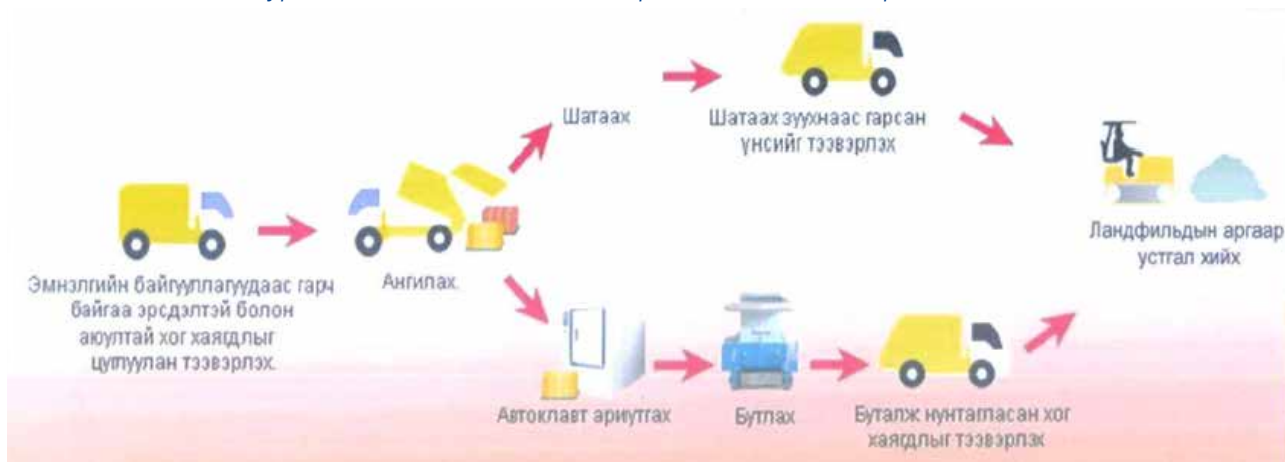 Шатаах
Шатаах зуухнаас гарсан
үнсийг тээвэрлэх
Ландфильдын аргаар
устгал хийх
Эмнэлгийн байгууллагуудаас гарч
байгаа эрсдэлтэй болон
аюултай хог хаягдлыг
цуглуулан тээвэрлэх.
Ангилах.
Автоклавт ариутгах
Бутлах
Буталж нунтагласан хог
хаягдлыг тээвэрлэх